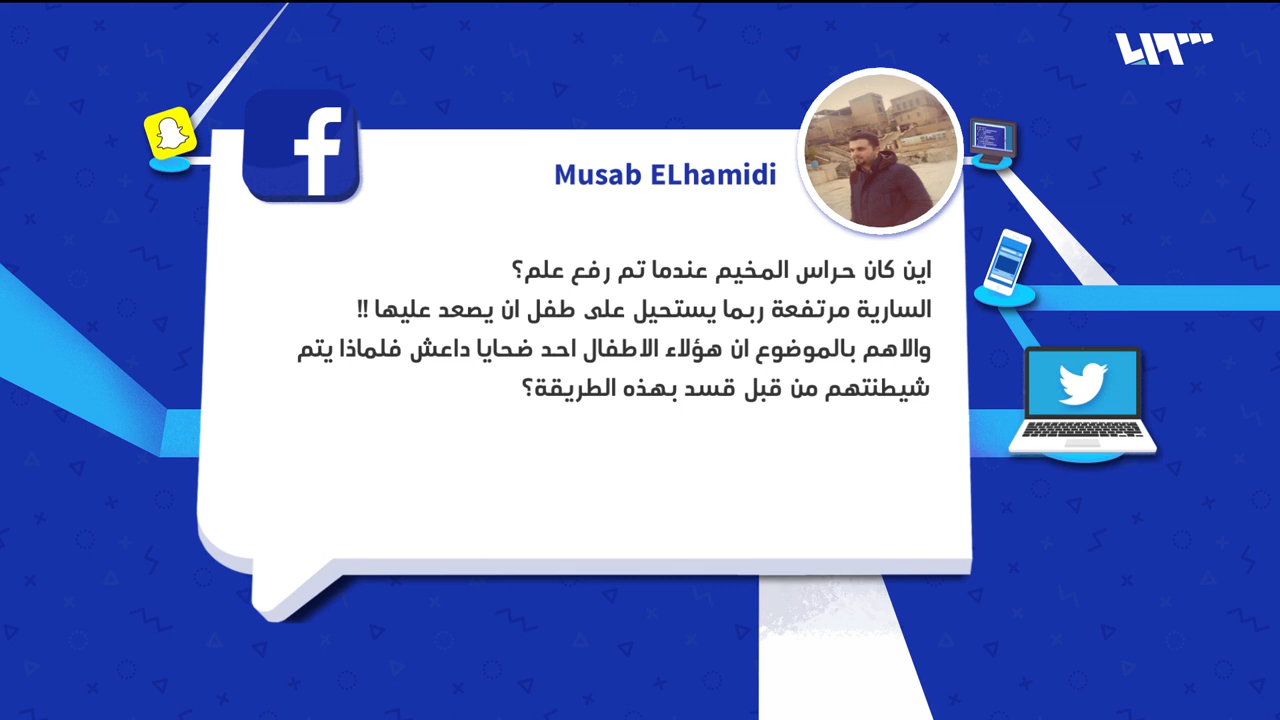 Musab ELhamidi
اين كان حراس المخيم عندما تم رفع علم؟
السارية مرتفعة ربما يستحيل على طفل ان يصعد عليها !!
والاهم بالموضوع ان هؤلاء الاطفال احد ضحايا داعش فلماذا يتم
شيطنتهم من قبل قسد بهذه الطريقة؟